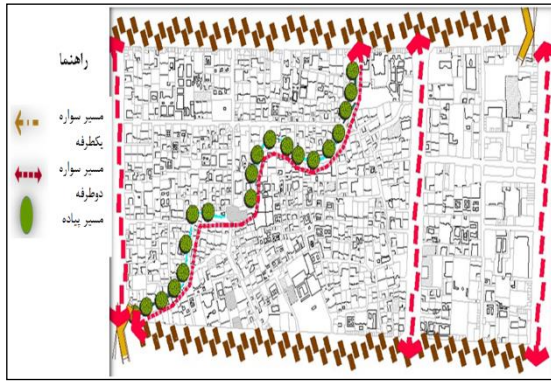 راهنما
مسیر سواره
یکطرفه
مسیر سواره
دوطرفه
مسیر پیاده